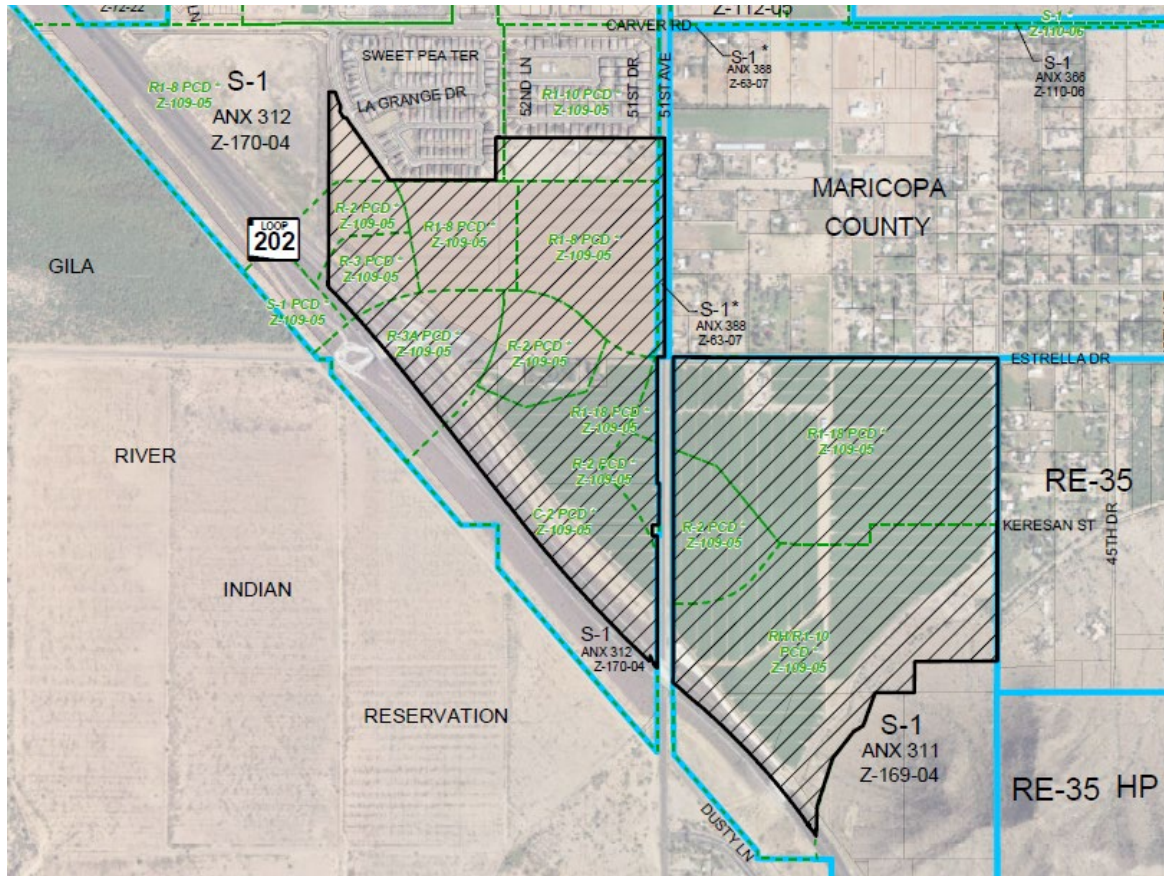 Z-72-22
LN
Z-112-05
CARVER RD
S-1 *
Z-110-06
SWEET PEA TER
LA GRANGE DR
52ND LN
51ST DR
51ST AVE
R1-10 PCD *
Z-109-05
S-1 *
ANX 388
Z-63-07
S-1
ANX 366
Z-110-06
R1-8 PCD *
Z-109-05
S-1
ANX 312
Z-170-04
MARICOPA
COUNTY
LOOP
202
GILA
R-2 PCD *
Z-109-05
R-3 PCD *
Z-109-05
R1-8 PCD *
Z-109-05
R1-8 PCD *
Z-109-05
S-1 PCD *
Z-109-05
S-1*
ANX 388
Z-63-07
R-3A PCD *
Z-109-05
R-2 PCD *
Z-109-05
ESTRELLA DR
R1-18 PCD *
Z-109-05
R1-18 PCD *
Z-109-05
RIVER
R-2 PCD *
Z-109-05
RE-35
C-2 PCD *
Z-109-05
R-2 PCD *
Z-109-05
KERESAN ST
45TH DR
INDIAN
S-1
ANX 312
Z-170-04
RH R1-10
PCD *
Z-109-05
RESERVATION
S-1
ANX 311
Z-169-04
RE-35 HP
DUSTY LN